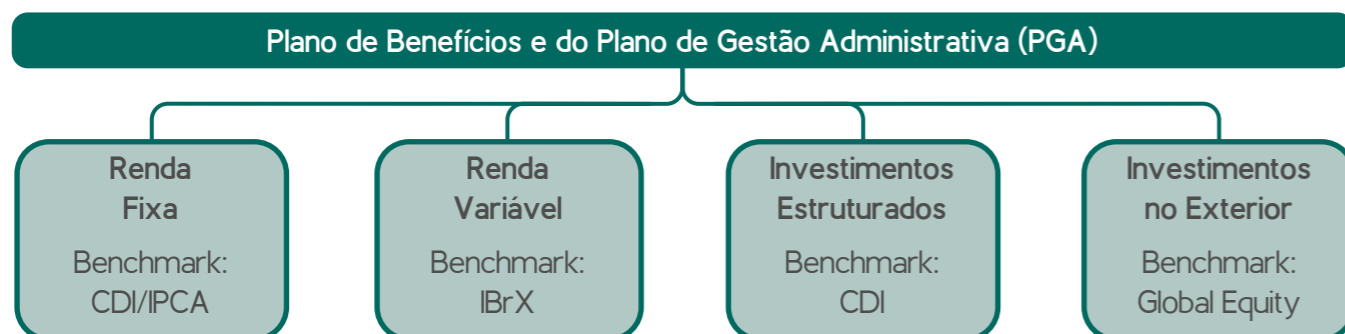 Plano de Benefícios e do Plano de Gestão Administrativa (PGA)
Renda
Fixa
Benchmark:
CDI/IPCA
Renda
Variável
Benchmark:
IBrX
Investimentos
Estruturados
Benchmark:
CDI
Investimentos
no Exterior
Benchmark:
Global Equity